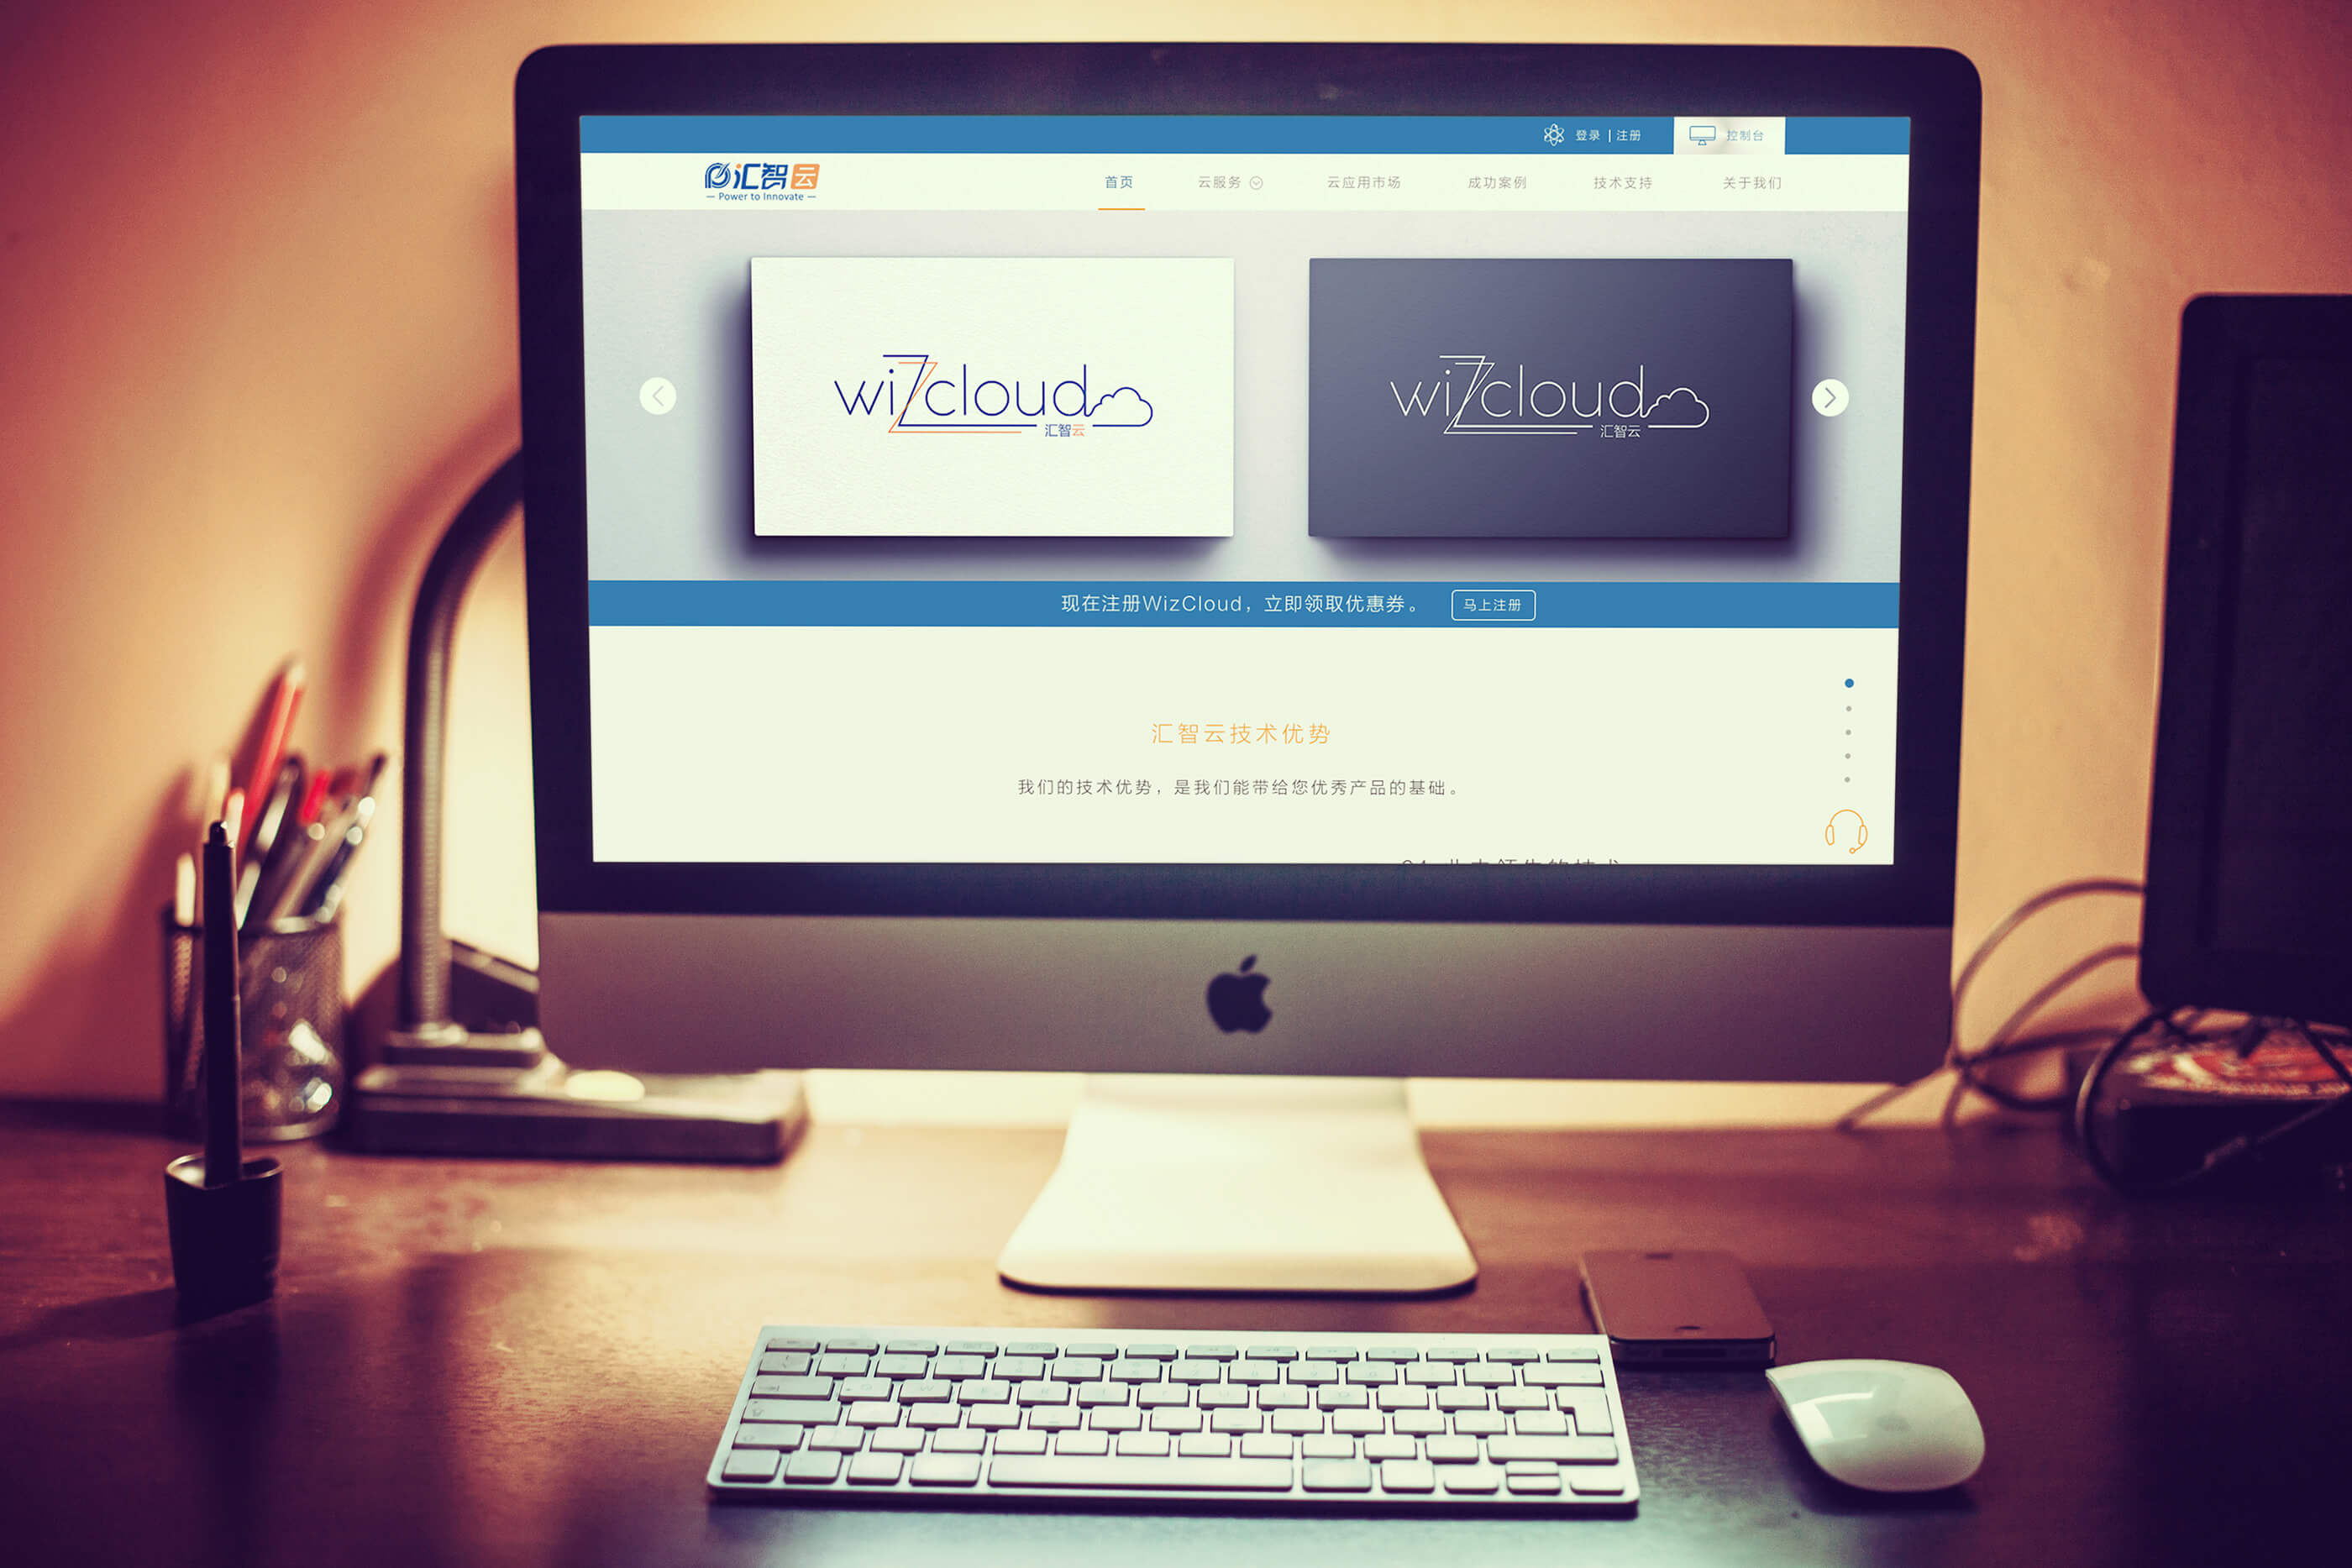 登录 | 注册
控制台
汇智云
— Power to Innovate —
首页
云服务
云应用市场
成功案例
技术支持
关于我们
wizcloud
汇智云
wizcloud
汇智云
现在注册WizCloud，立即领取优惠券。
马上注册
汇智云技术优势
我们的技术优势，是我们能带给您优秀产品的基础。